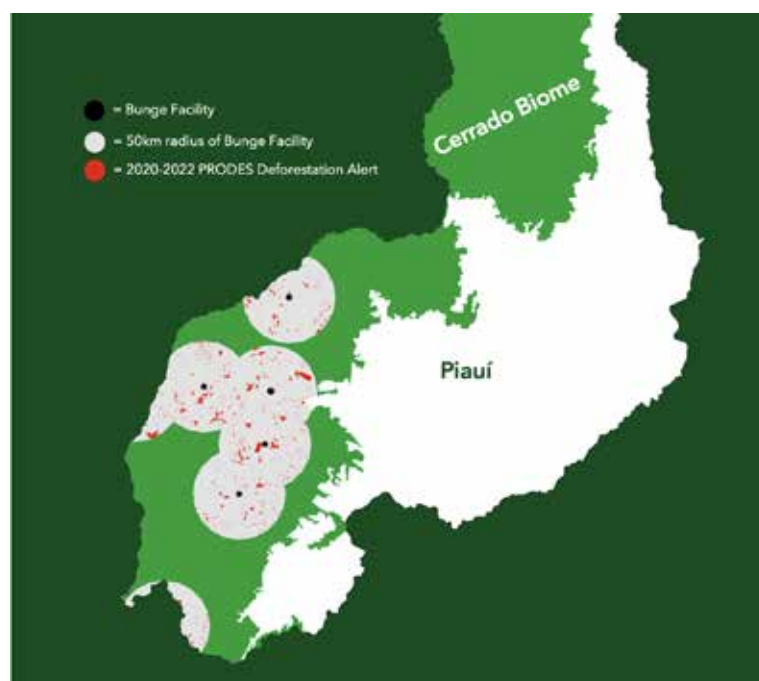 = Bunge Facility
= 50km radius of Bunge Facility
= 2020-2022 PRODES Deforestation Alert
Cerrado Biome
Piauí